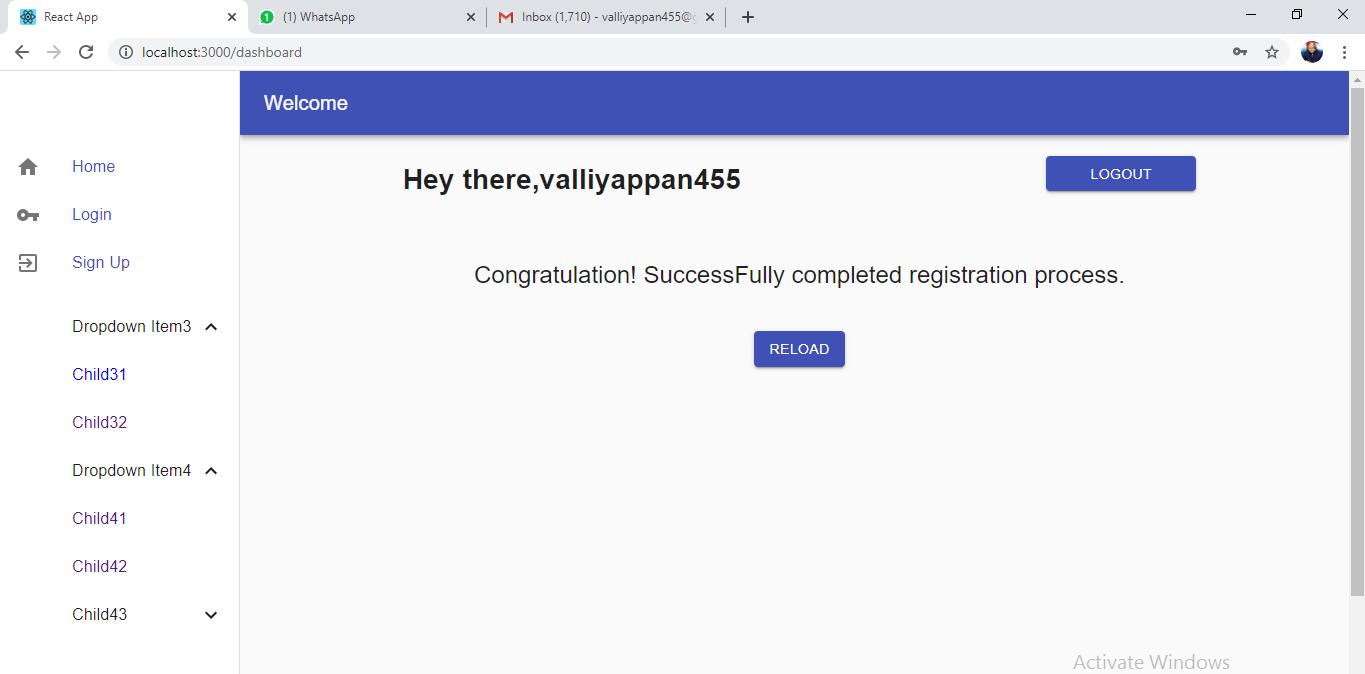 React App
(1) WhatsApp
Inbox (1,710) - valliyappan455@g
localhost:3000/dashboard
Welcome
Home
Login
Sign Up
Dropdown Item3
Child31
Child32
Dropdown Item4
Child41
Child42
Child43
Hey there,valliyappan455
LOGOUT
Congratulation! SuccessFully completed registration process.
RELOAD
Activate Windows